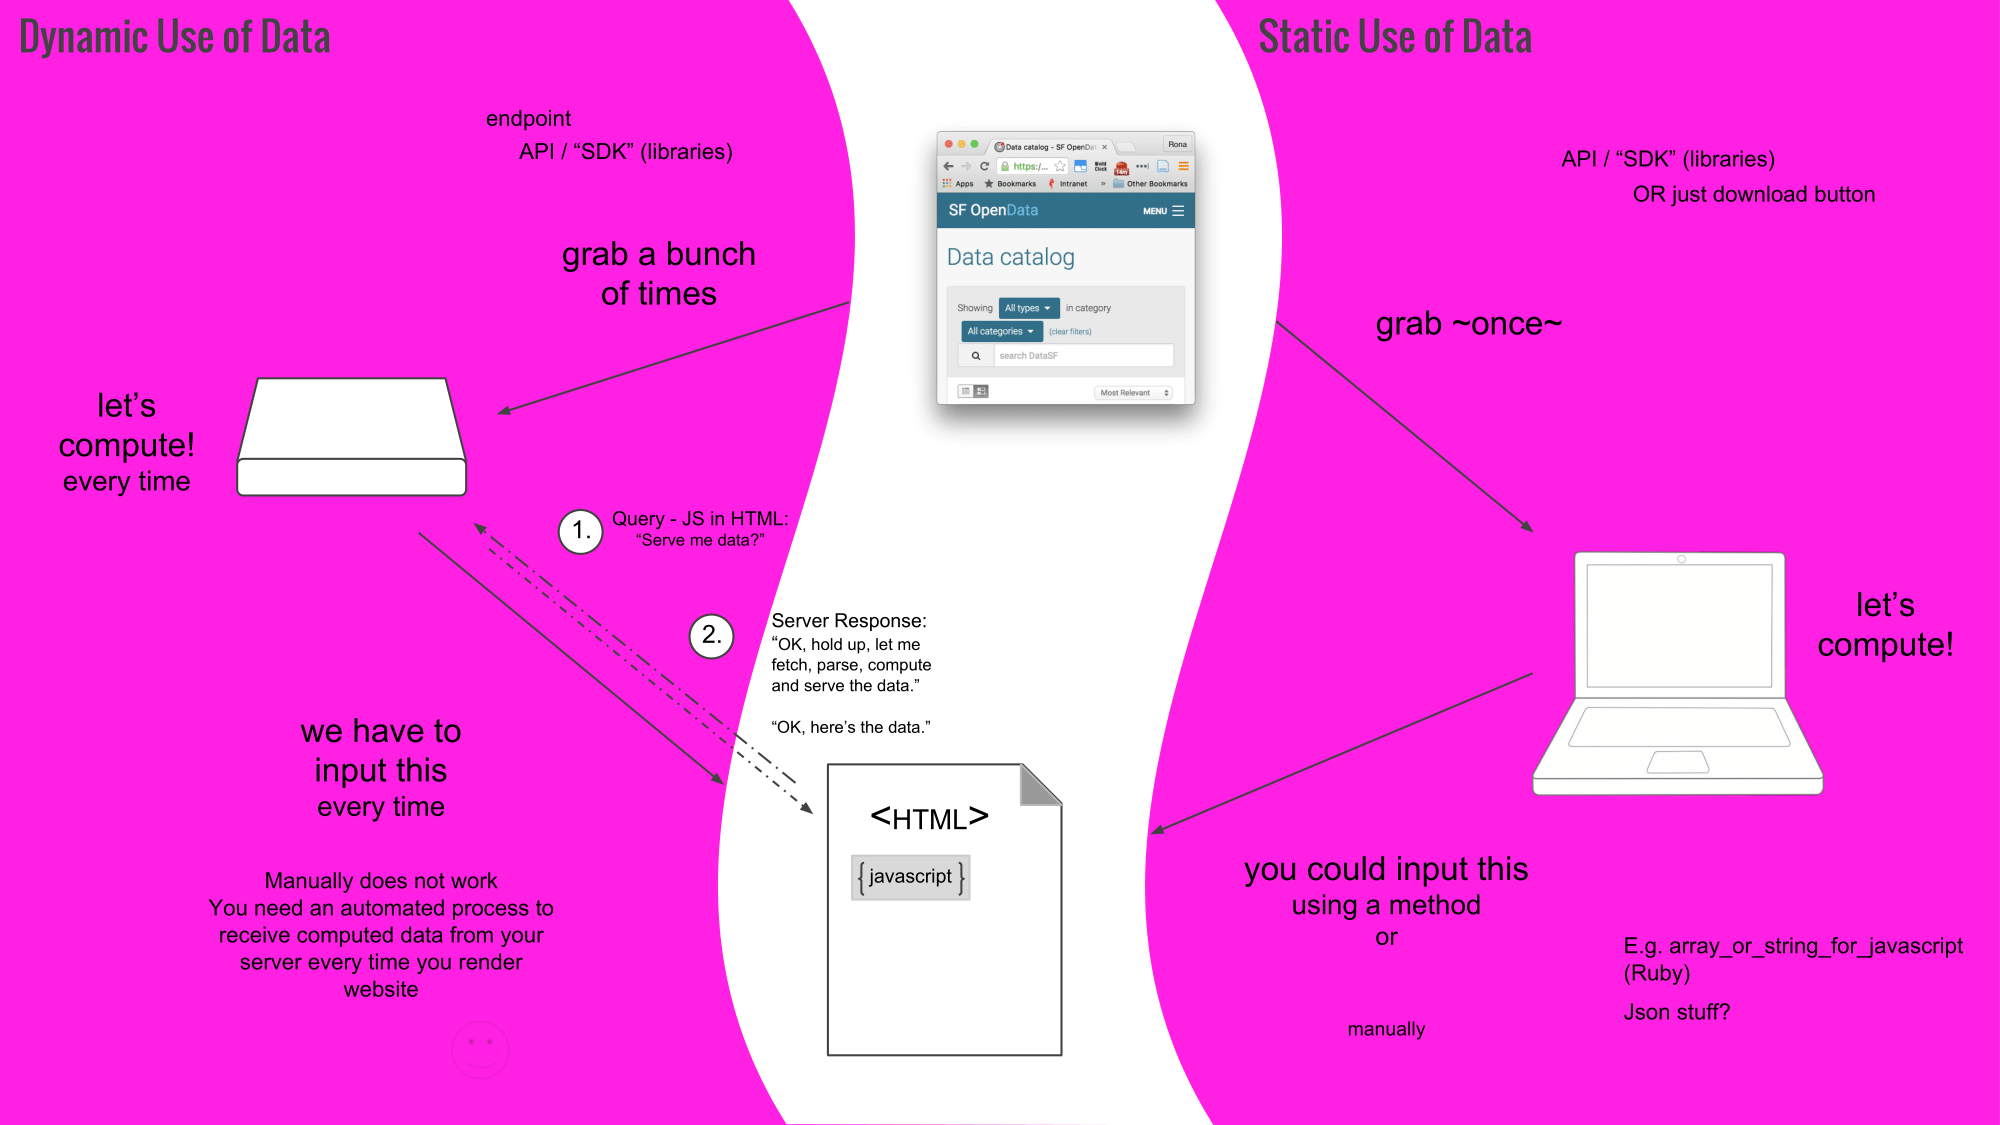 Dynamic Use of Data
Static Use of Data
endpoint
API / “SDK” (libraries)
grab a bunch
of times
let’s
compute!
every time
1.
Query - JS in HTML:
“Serve me data?”
2.
Server Response:
“OK, hold up, let me
fetch, parse, compute
and serve the data.”
“OK, here’s the data.”
we have to
input this
every time
Manually does not work
You need an automated process to
receive computed data from your
server every time you render
website
Data catalog - SF OpenDat
Rona
https:/...
World
Clock
14m
Apps
Bookmarks
Intranet
»
Other Bookmarks
SF OpenData
MENU
Data catalog
Showing All types in category
All categories (clear filters)
search DataSF
Most Relevant
<HTML>
{javascript}
API / “SDK” (libraries)
OR just download button
grab ~once~
let’s
compute!
you could input this
using a method
or
manually
E.g. array_or_string_for_javascript
(Ruby)
Json stuff?